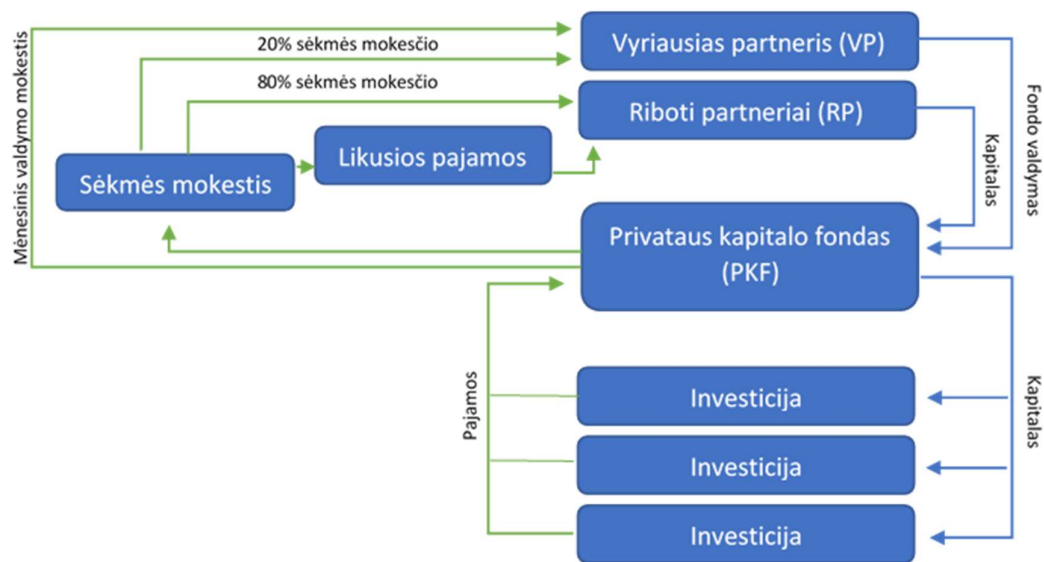 Mėnesinis valdymo mokestis
20% sėkmės mokesčio
80% sėkmės mokesčio
Vyriausias partneris (VP)
Riboti partneriai (RP)
Likusios pajamos
Sėkmės mokestis
Kapitalas
Fondo valdymas
Privataus kapitalo fondas
(PKF)
Pajamos
Investicija
Investicija
Investicija
Kapitalas